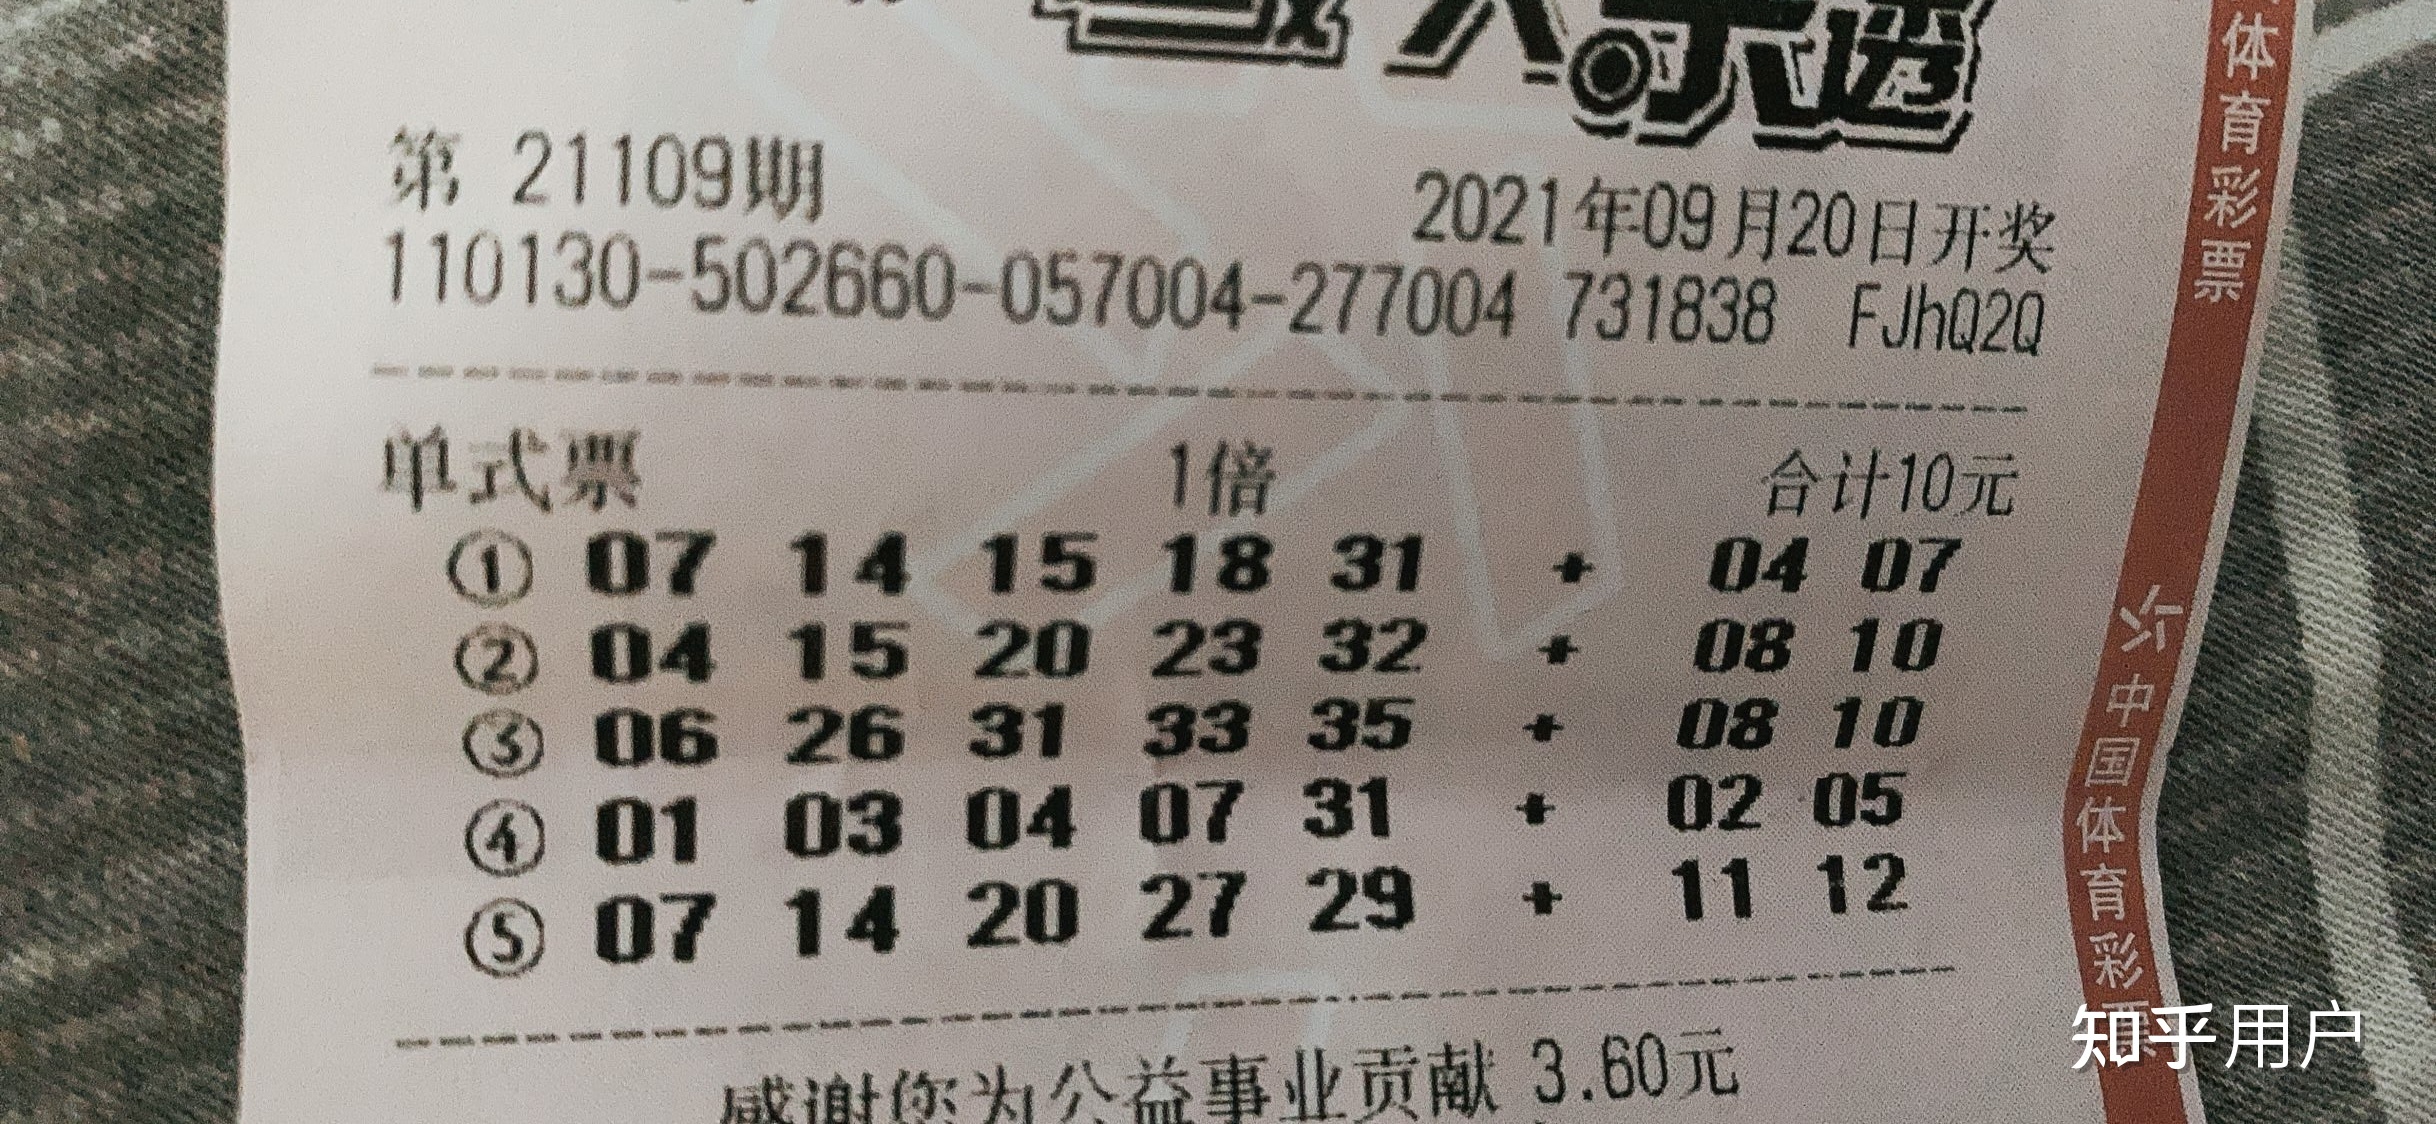 第 21109期
2021年09月20日开奖
110130-502660-057004-277004 731838 FJhQ2Q
单式票 1倍 合计10元
① 07 14 15 18 31 + 04 07
② 04 15 20 23 32 + 08 10
③ 06 26 31 33 35 + 08 10
④ 01 03 04 07 31 + 02 05
⑤ 07 14 20 27 29 + 11 12
感谢您为公益事业贡献 3.60元
体育彩票
中国体育彩票
知乎用户